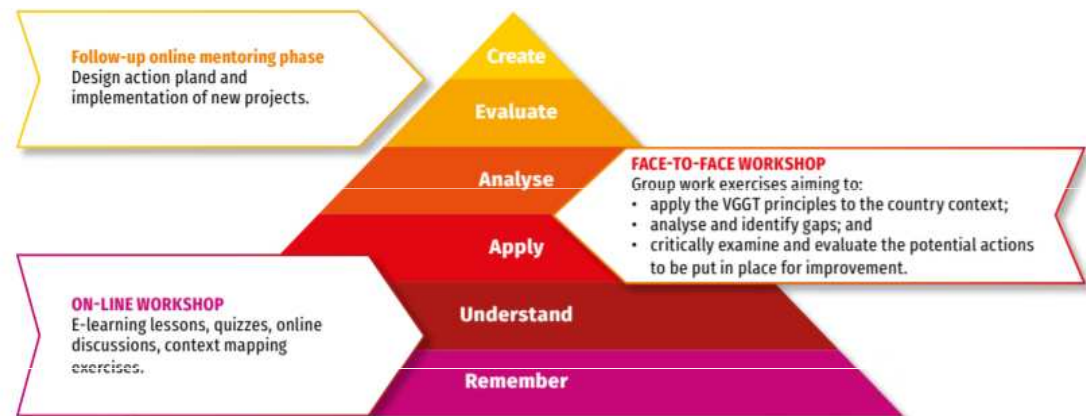 Follow-up online mentoring phase
Design action pland and
implementation of new projects.
Create
Evaluate
Analyse
FACE-TO-FACE WORKSHOP
Group work exercises aiming to:
• apply the VGGT principles to the country context;
• analyse and identify gaps; and
• critically examine and evaluate the potential actions
to be put in place for improvement.
Apply
ON-LINE WORKSHOP
E-learning lessons, quizzes, online
discussions, context mapping
exercises.
Understand
Remember